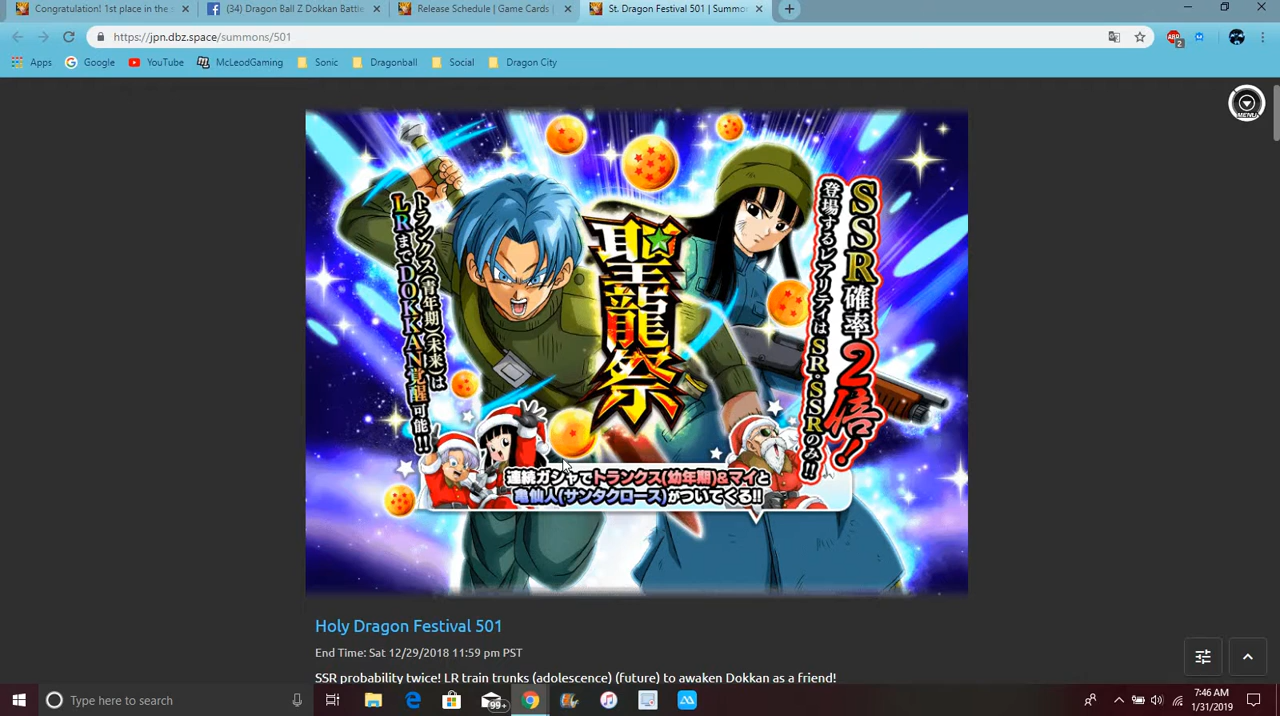 Congratulation! 1st place in the s
(34) Dragon Ball Z Dokkan Battle
Release Schedule | Game Cards |
St. Dragon Festival 501 | Summo
https://jpn.dbz.space/summons/501
ABP
2
Apps
Google
YouTube
McLeodGaming
Sonic
Dragonball
Social
Dragon City
MENU
SSR確率2倍!
登場するレアリティはSR・SSRのみ!!
聖龍祭
トランクス(青年期)(未来)は
LRまでDOKKAN覚醒可能!!
連続ガシャでトランクス(幼年期)&マイと
亀仙人(サンタクロース)がついてくる!!
Holy Dragon Festival 501
End Time: Sat 12/29/2018 11:59 pm PST
SSR probability twice! LR train trunks (adolescence) (future) to awaken Dokkan as a friend!
Type here to search
99+
7:46 AM
1/31/2019